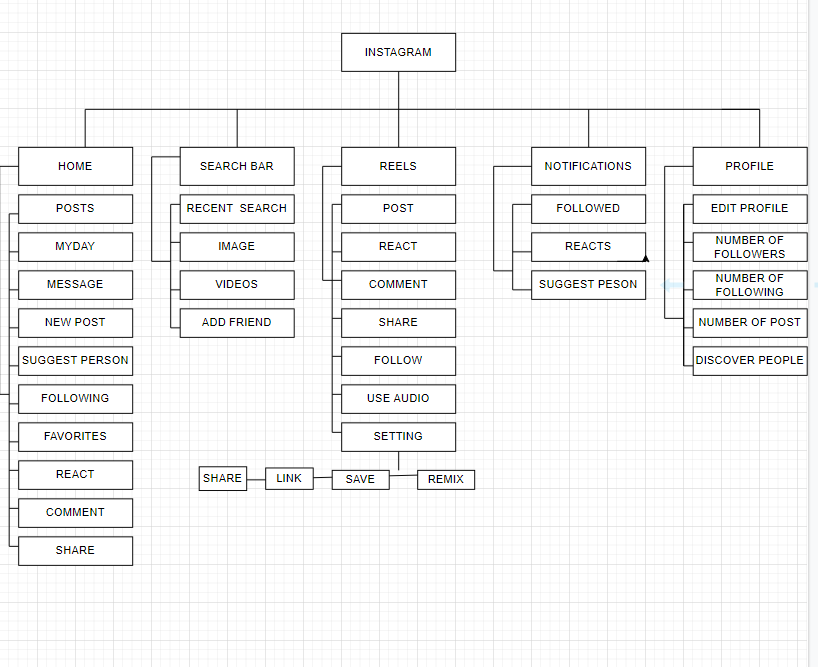 INSTAGRAM
HOME
POSTS
MYDAY
MESSAGE
NEW POST
SUGGEST PERSON
FOLLOWING
FAVORITES
REACT
COMMENT
SHARE
SEARCH BAR
RECENT SEARCH
IMAGE
VIDEOS
ADD FRIEND
REELS
POST
REACT
COMMENT
SHARE
FOLLOW
USE AUDIO
SETTING
SHARE
LINK
SAVE
REMIX
NOTIFICATIONS
FOLLOWED
REACTS
SUGGEST PESON
PROFILE
EDIT PROFILE
NUMBER OF
FOLLOWERS
NUMBER OF
FOLLOWING
NUMBER OF POST
DISCOVER PEOPLE